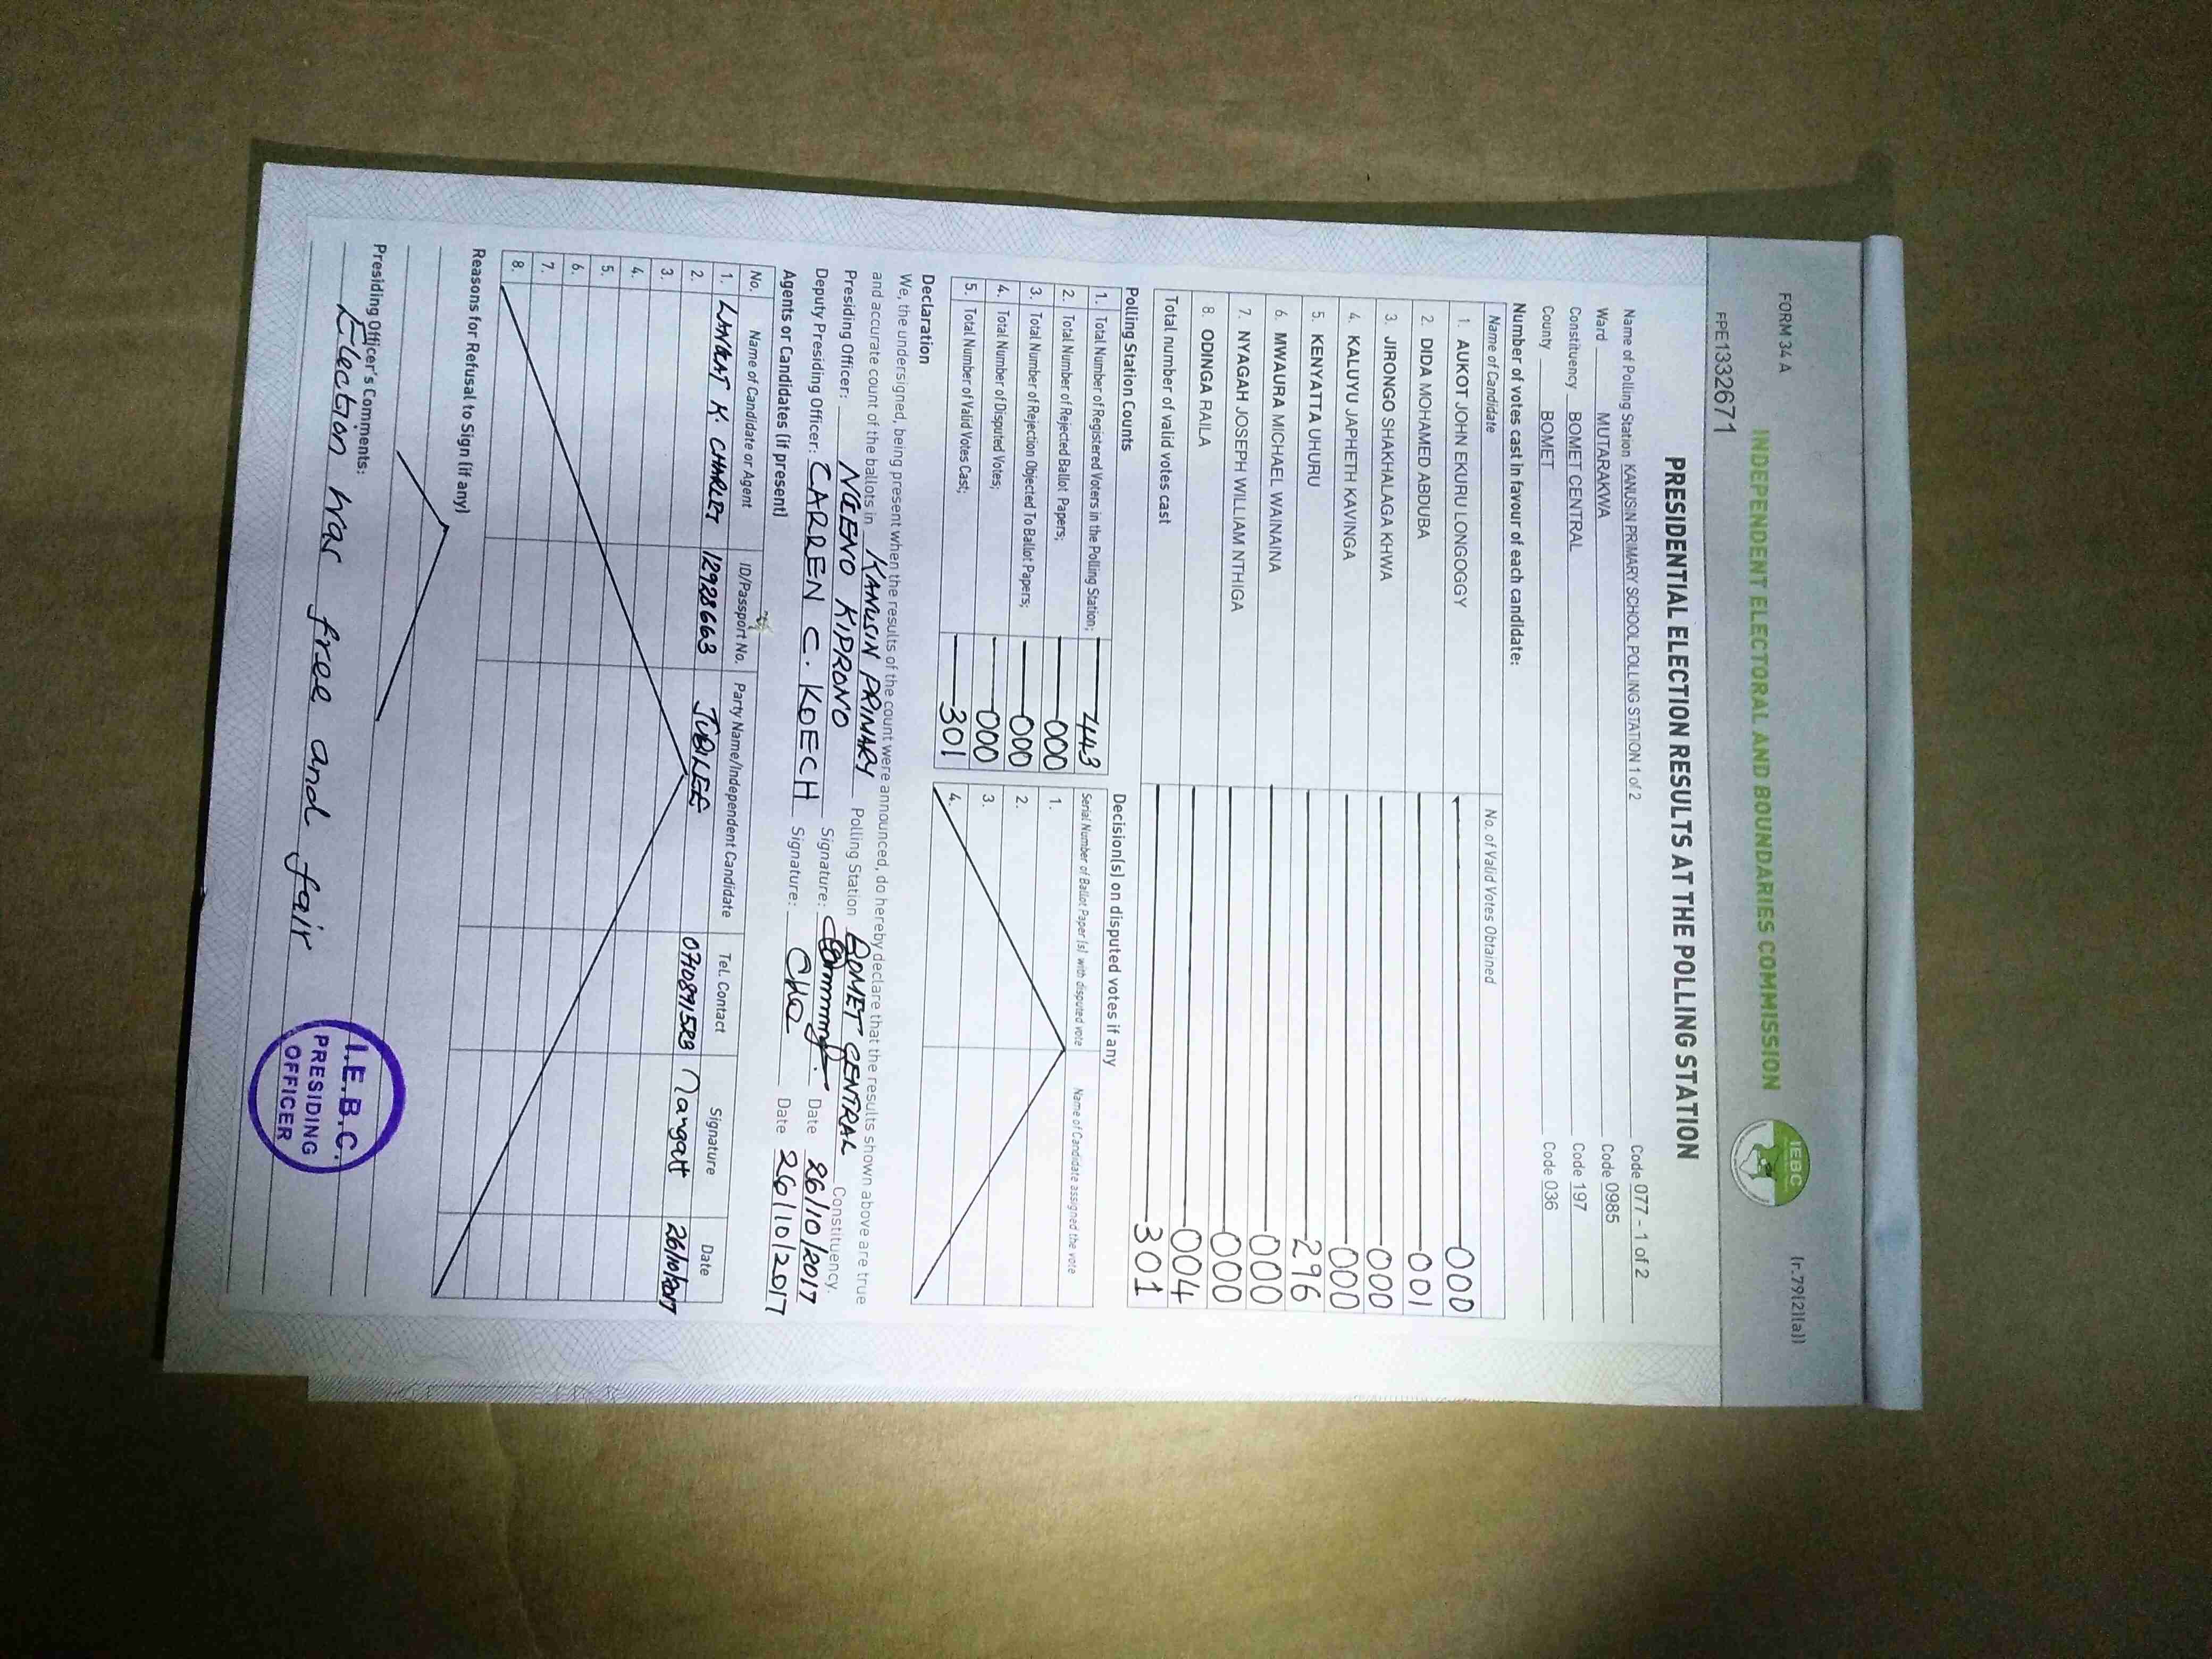 FORM 34 A
(r.79(2)(a))
INDEPENDENT ELECTORAL AND BOUNDARIES COMMISSION
IEBC
FPE1332671
PRESIDENTIAL ELECTION RESULTS AT THE POLLING STATION
Name of Polling Station KANUSIN PRIMARY SCHOOL POLLING STATION 1 of 2 Code 077 - 1 of 2
Ward MUTARAKWA Code 0985
Constituency BOMET CENTRAL Code 197
County BOMET Code 036
Number of votes cast in favour of each candidate:
Name of Candidate No. of Valid Votes Obtained
1. AUKOT JOHN EKURU LONGOGGY 000
2. DIDA MOHAMED ABDUBA 001
3. JIRONGO SHAKHALAGA KHWA 000
4. KALUYU JAPHETH KAVINGA 000
5. KENYATTA UHURU 296
6. MWAURA MICHAEL WAINAINA 000
7. NYAGAH JOSEPH WILLIAM NTHIGA 000
8. ODINGA RAILA 004
Total number of valid votes cast 301
Polling Station Counts
1. Total Number of Registered Voters in the Polling Station; 443
2. Total Number of Rejected Ballot Papers; 000
3. Total Number of Rejection Objected To Ballot Papers; 000
4. Total Number of Disputed Votes; 000
5. Total Number of Valid Votes Cast; 301
Decision(s) on disputed votes if any
Serial Number of Ballot Paper (s) with disputed vote Name of Candidate assigned the vote
1.
2.
3.
4.
Declaration
We, the undersigned, being present when the results of the count were announced, do hereby declare that the results shown above are true
and accurate count of the ballots in KANUSIN PRIMARY Polling Station BOMET CENTRAL Constituency.
Presiding Officer: NGENO KIPRONO Signature: Date 26/10/2017
Deputy Presiding Officer: CARREN C. KOECH Signature: Date 26/10/2017
Agents or Candidates (if present)
No. Name of Candidate or Agent ID/Passport No. Party Name/Independent Candidate Tel. Contact Signature Date
1. LANGAT K. CHARLES 12928663 JUBILEE 0710891523 26/10/2017
2.
3.
4.
5.
6.
7.
8.
Reasons for Refusal to Sign (if any)
Presiding Officer's Comments:
Election was free and fair
I.E.B.C.
PRESIDING
OFFICER